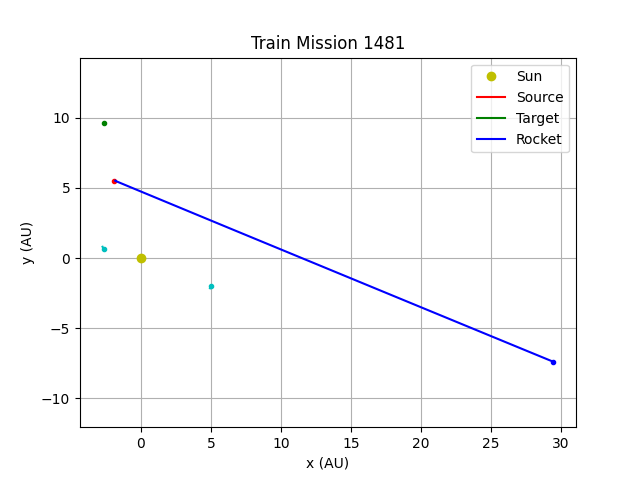 Train Mission 1481
Sun
Source
Target
Rocket
10
5
0
−5
−10
y (AU)
0 5 10 15 20 25 30
x (AU)